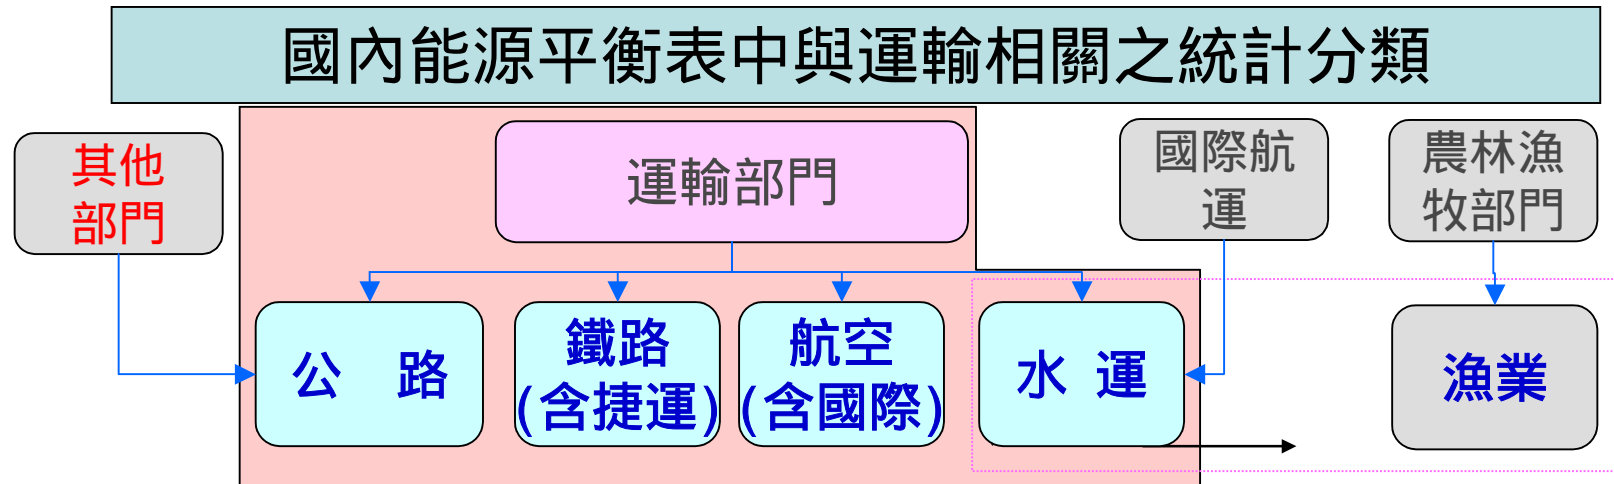 國內能源平衡表中與運輸相關之統計分類
其他
部門
運輸部門
國際航
運
農林漁
牧部門
公 路
鐵路
(含捷運)
航空
(含國際)
水 運
漁業